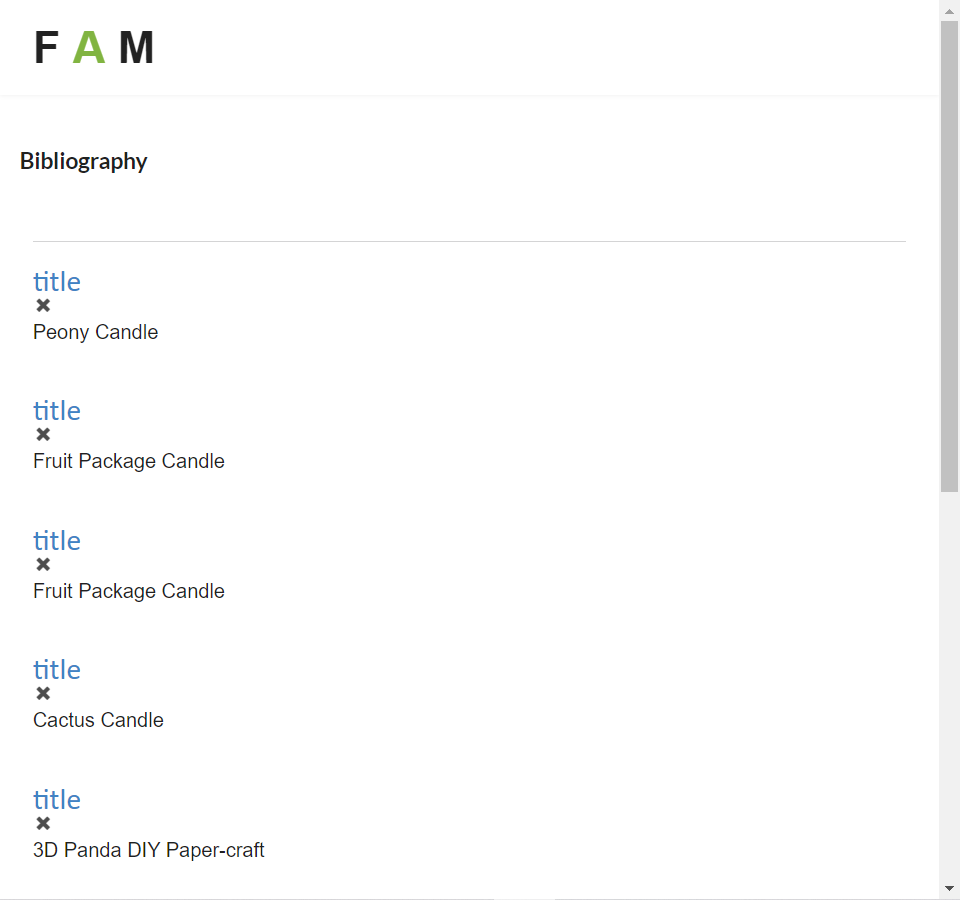 F A M
Bibliography
title
Peony Candle
title
Fruit Package Candle
title
Fruit Package Candle
title
Cactus Candle
title
3D Panda DIY Paper-craft